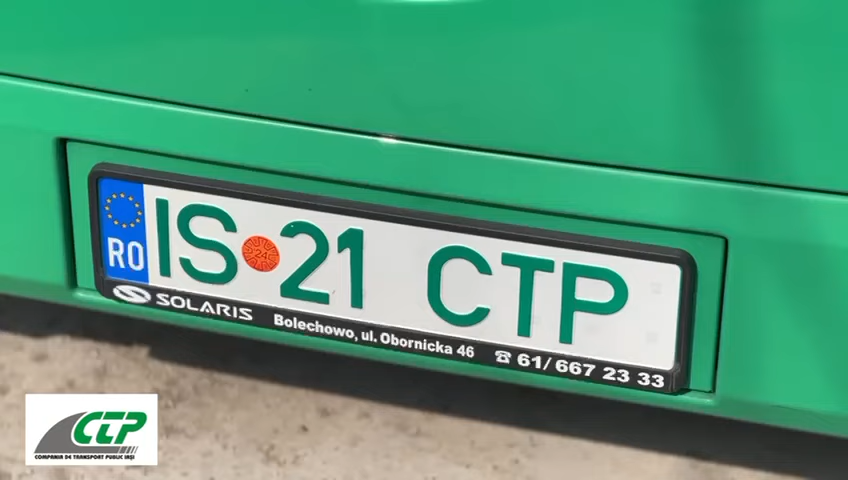 RO
IS 21 CTP
24
SOLARIS
Bolechowo, ul. Obornicka 46
☎ 61/667 23 33
CTP
COMPANIA DE TRANSPORT PUBLIC IAȘI